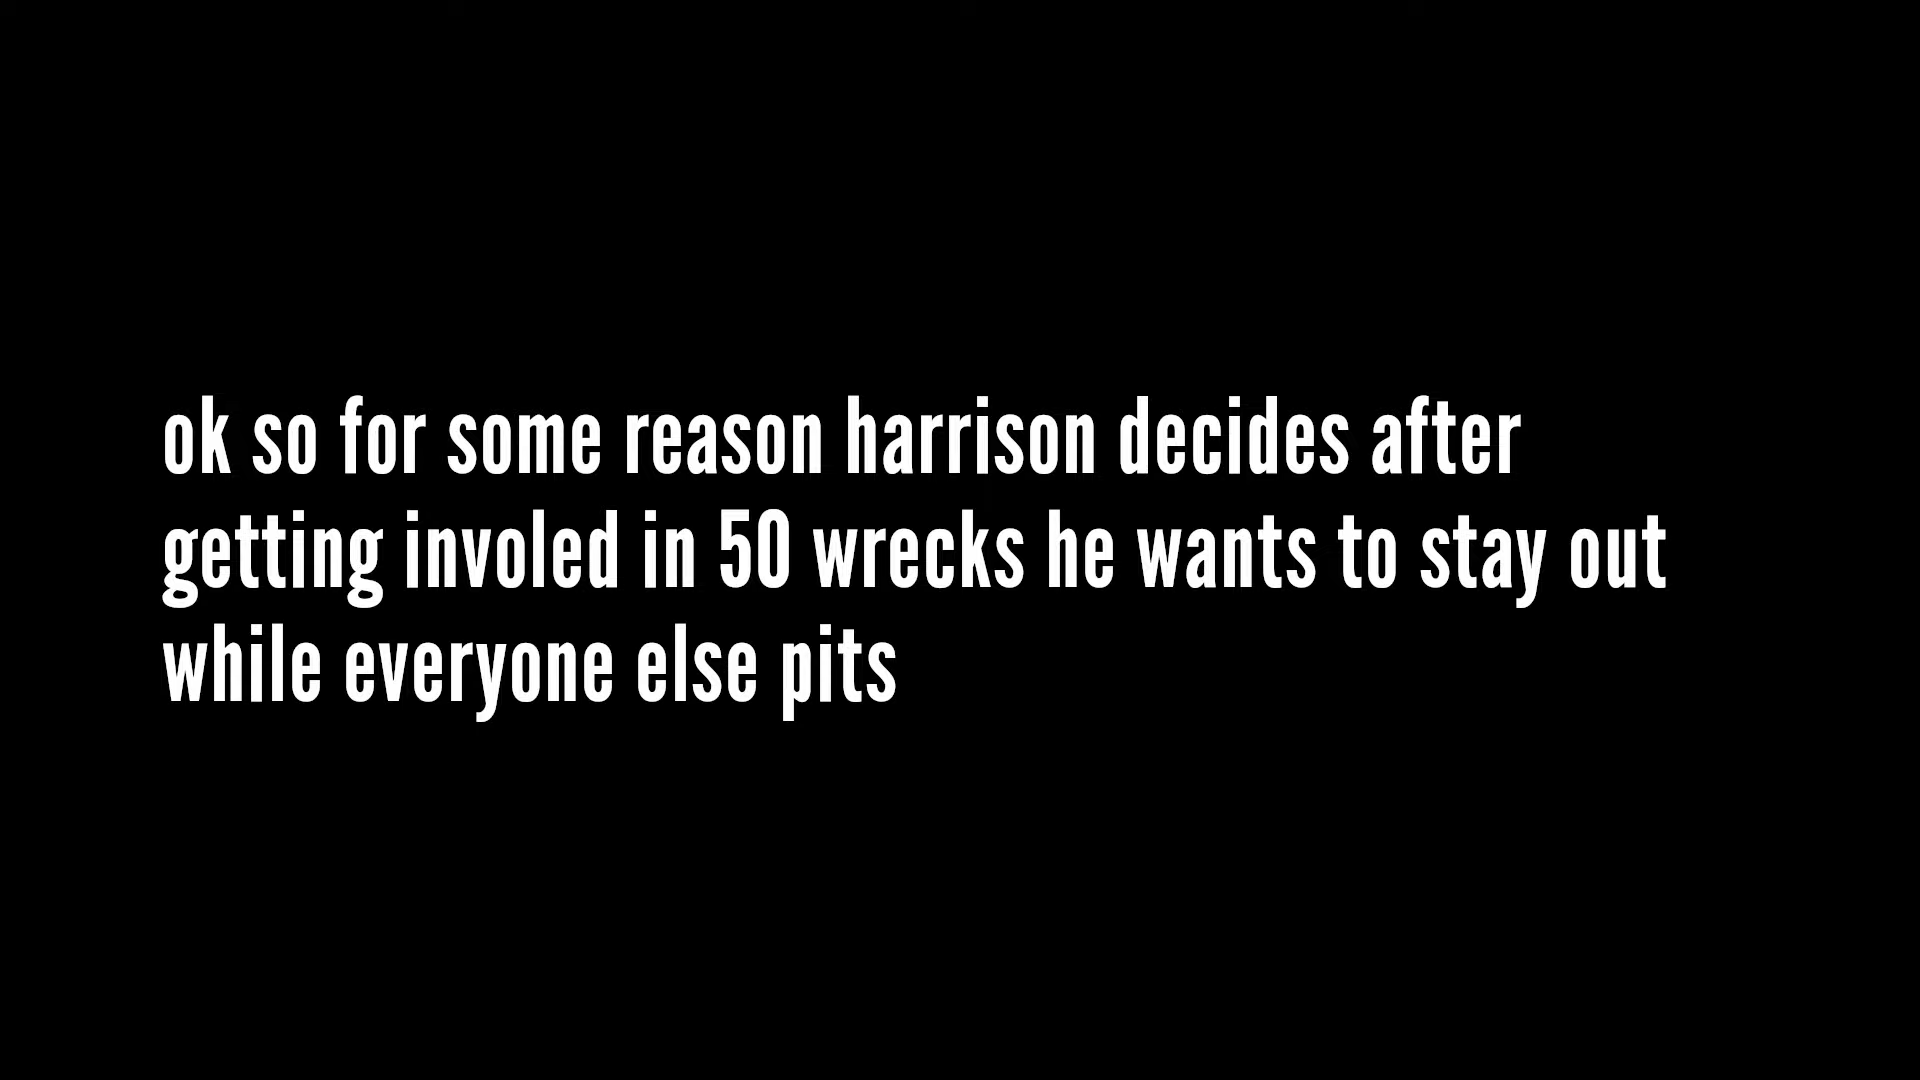 ok so for some reason harrison decides after
getting involed in 50 wrecks he wants to stay out
while everyone else pits